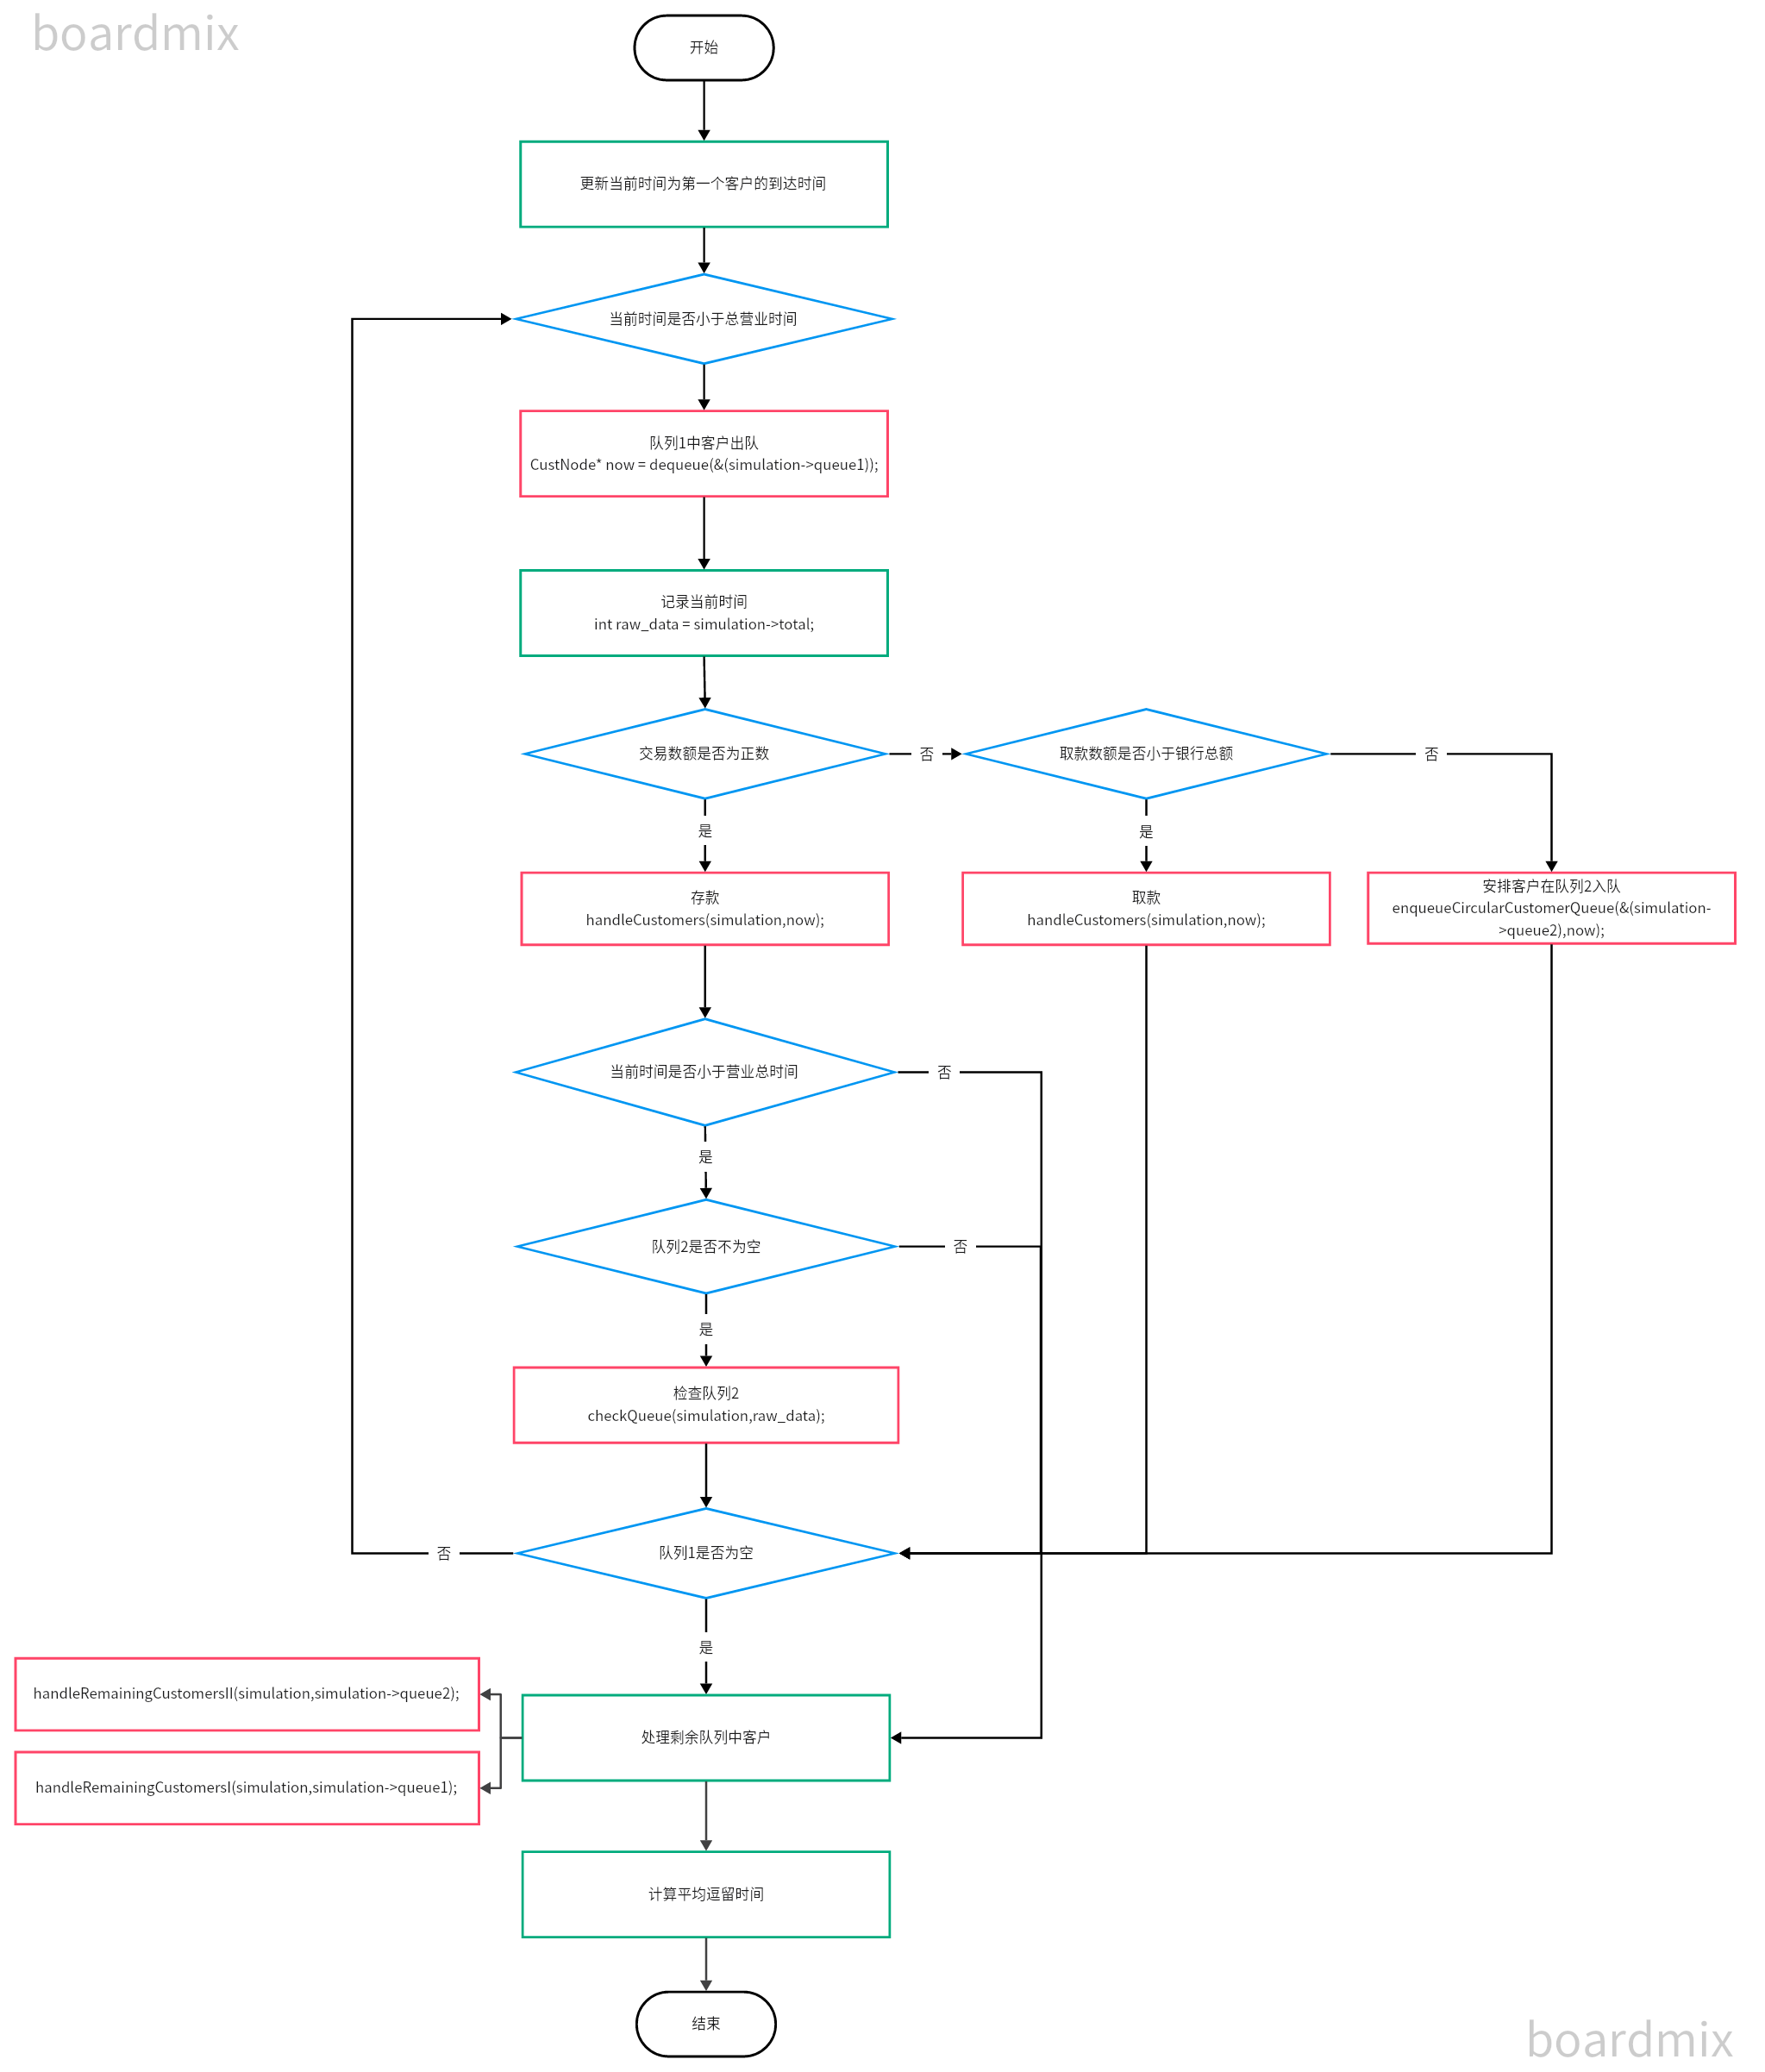 boardmix
开始
更新当前时间为第一个客户的到达时间
当前时间是否小于总营业时间
队列1中客户出队
CustNode* now = dequeue(&(simulation->queue1));
记录当前时间
int raw_data = simulation->total;
交易数额是否为正数
否
取款数额是否小于银行总额
否
是
是
存款
handleCustomers(simulation,now);
取款
handleCustomers(simulation,now);
安排客户在队列2入队
enqueueCircularCustomerQueue(&(simulation-
>queue2),now);
当前时间是否小于营业总时间
否
是
队列2是否不为空
否
是
检查队列2
checkQueue(simulation,raw_data);
否
队列1是否为空
是
handleRemainingCustomersII(simulation,simulation->queue2);
处理剩余队列中客户
handleRemainingCustomersI(simulation,simulation->queue1);
计算平均逗留时间
结束
boardmix